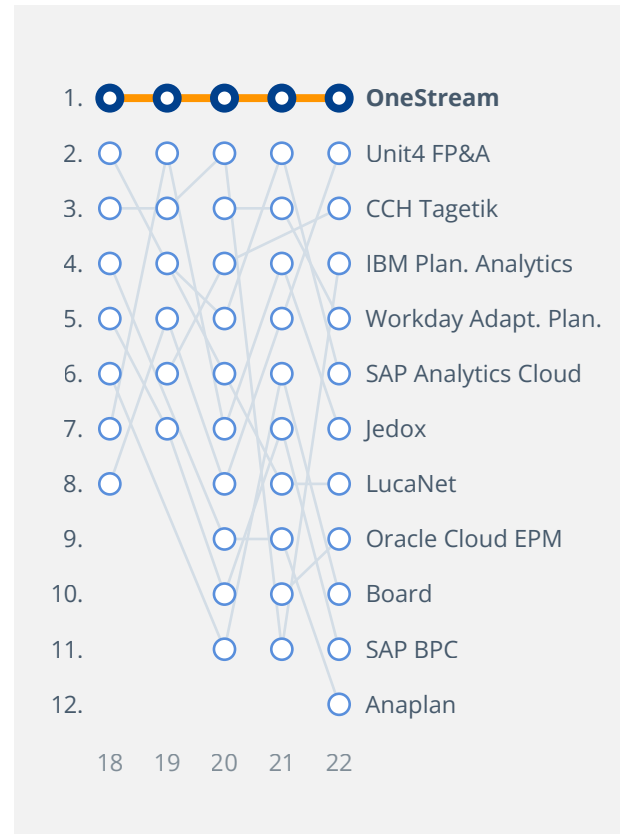 1. OneStream
2. Unit4 FP&A
3. CCH Tagetik
4. IBM Plan. Analytics
5. Workday Adapt. Plan.
6. SAP Analytics Cloud
7. Jedox
8. LucaNet
9. Oracle Cloud EPM
10. Board
11. SAP BPC
12. Anaplan
18 19 20 21 22